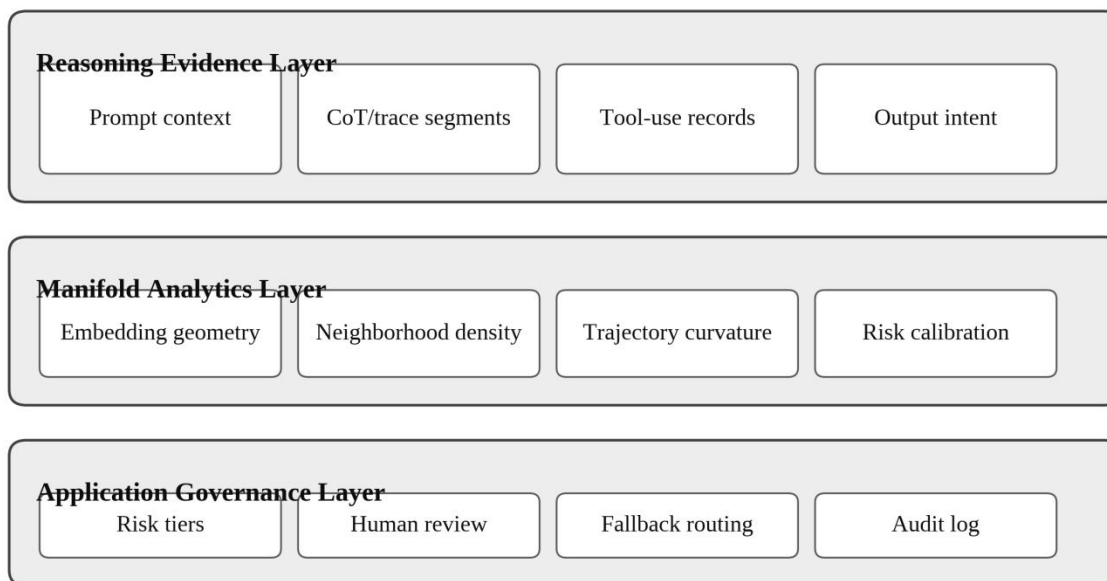 Reasoning Evidence Layer
Prompt context
CoT/trace segments
Tool-use records
Output intent
Manifold Analytics Layer
Embedding geometry
Neighborhood density
Trajectory curvature
Risk calibration
Application Governance Layer
Risk tiers
Human review
Fallback routing
Audit log